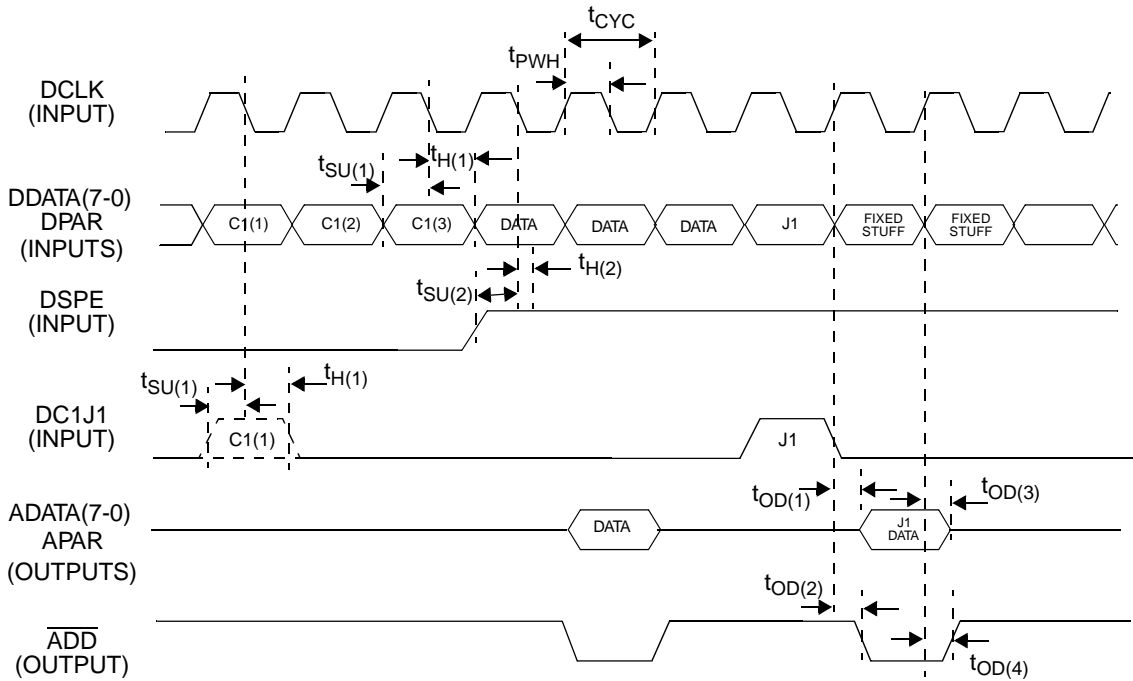 tCYC
tPWH
DCLK
(INPUT)
tSU(1)
tH(1)
DDATA(7-0)
DPAR
(INPUTS)
C1(1)
C1(2)
C1(3)
DATA
DATA
DATA
J1
FIXED
STUFF
FIXED
STUFF
tH(2)
tSU(2)
DSPE
(INPUT)
tSU(1)
tH(1)
DC1J1
(INPUT)
C1(1)
J1
tOD(1)
tOD(3)
ADATA(7-0)
APAR
(OUTPUTS)
DATA
J1
DATA
tOD(2)
ADD
(OUTPUT)
tOD(4)